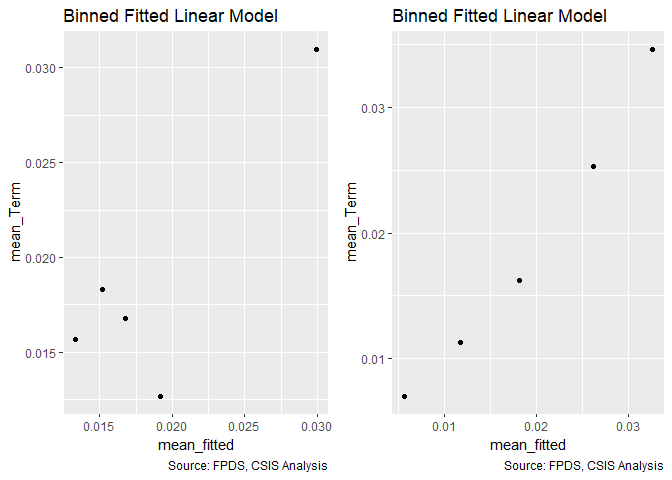 Binned Fitted Linear Model
0.030
0.025
0.020
0.015
mean_Term
0.015
0.020
0.025
0.030
mean_fitted
Source: FPDS, CSIS Analysis
Binned Fitted Linear Model
0.03
0.02
0.01
mean_Term
0.01
0.02
0.03
mean_fitted
Source: FPDS, CSIS Analysis